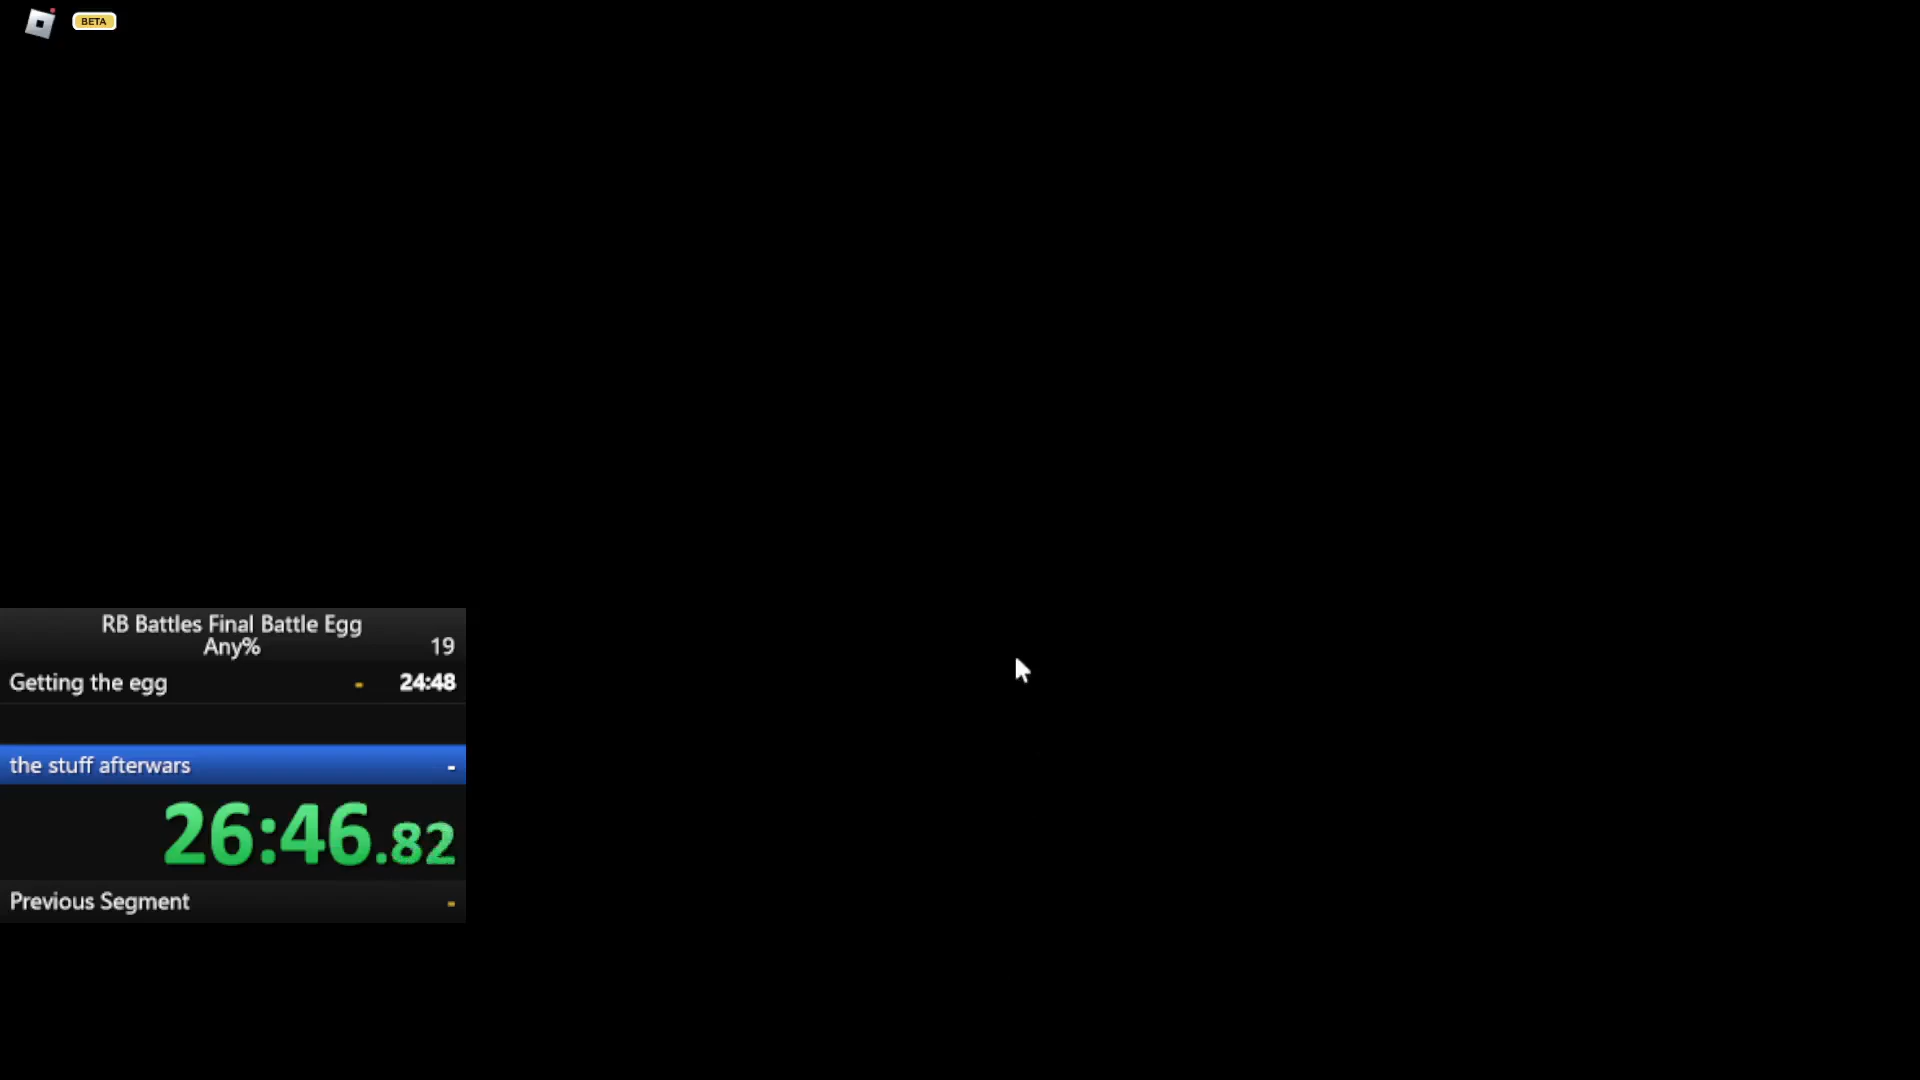 BETA
RB Battles Final Battle Egg
Any% 19
Getting the egg - 24:48
the stuff afterwars -
26:46.82
Previous Segment -